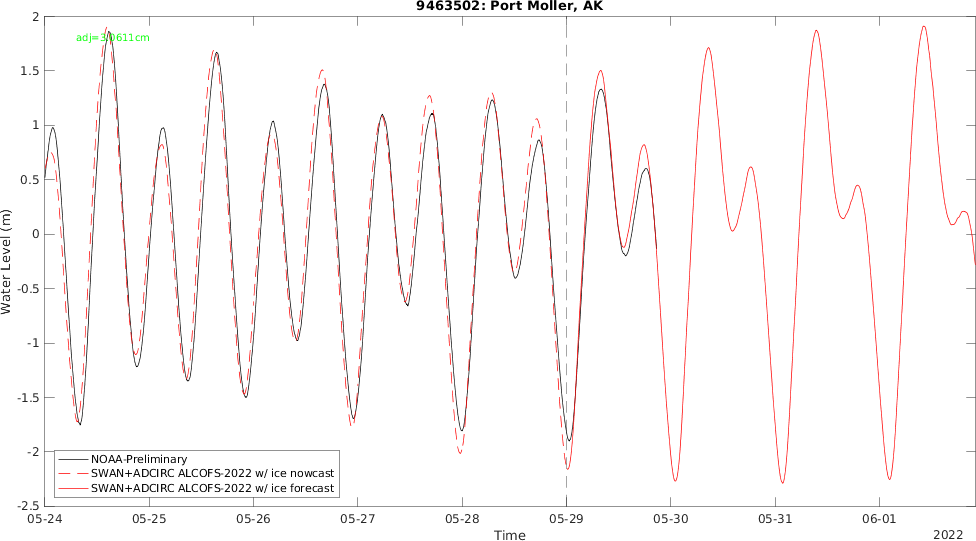 9463502: Port Moller, AK
2
1.5
1
0.5
0
-0.5
-1
-1.5
-2
-2.5
Water Level (m)
adj=3.0611cm
NOAA-Preliminary
SWAN+ADCIRC ALCOFS-2022 w/ ice nowcast
SWAN+ADCIRC ALCOFS-2022 w/ ice forecast
05-24 05-25 05-26 05-27 05-28 05-29 05-30 05-31 06-01
Time
2022